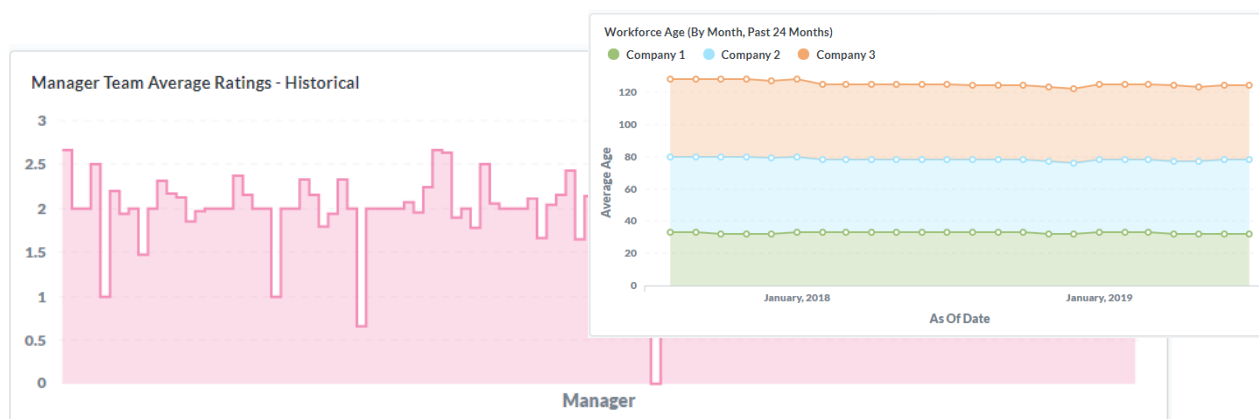 Manager Team Average Ratings - Historical
3
2.5
2
1.5
1
0.5
0
Manager
Workforce Age (By Month, Past 24 Months)
Company 1 Company 2 Company 3
Average Age
120
100
80
60
40
20
0
January, 2018 January, 2019
As Of Date